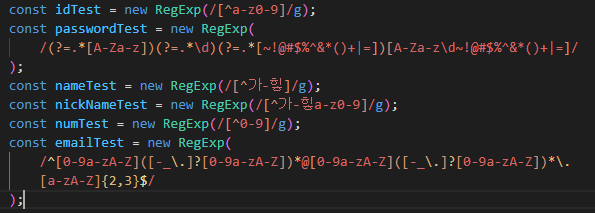 const idTest = new RegExp(/[^a-z0-9]/g);
const passwordTest = new RegExp(
/(?=.*[A-Za-z])(?=.*\d)(?=.*[~!@#$%^&*()+|=])[A-Za-z\d~!@#$%^&*()+|=]/
);
const nameTest = new RegExp(/[^가-힣]/g);
const nickNameTest = new RegExp(/[^가-힣a-z0-9]/g);
const numTest = new RegExp(/[^0-9]/g);
const emailTest = new RegExp(
/^[0-9a-zA-Z]([-_\.]?[0-9a-zA-Z])*@[0-9a-zA-Z]([-_\.]?[0-9a-zA-Z])*\.
[a-zA-Z]{2,3}$/
);